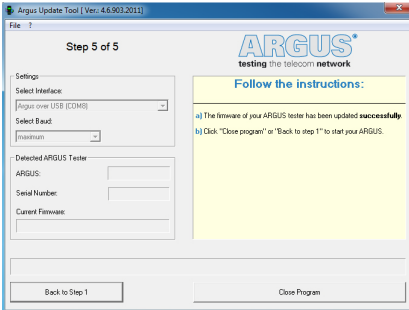 Argus Update Tool [ Ver.: 4.6.903.2011]
File ?
Step 5 of 5
ARGUS®
testing the telecom network
Settings
Select Interface:
Argus over USB (COM8)
Select Baud:
maximum
Detected ARGUS Tester
ARGUS:
Serial Number:
Current Firmware:
Follow the instructions:
a) The firmware of your ARGUS tester has been updated successfully.
b) Click "Close program" or "Back to step 1" to start your ARGUS.
Back to Step 1
Close Program